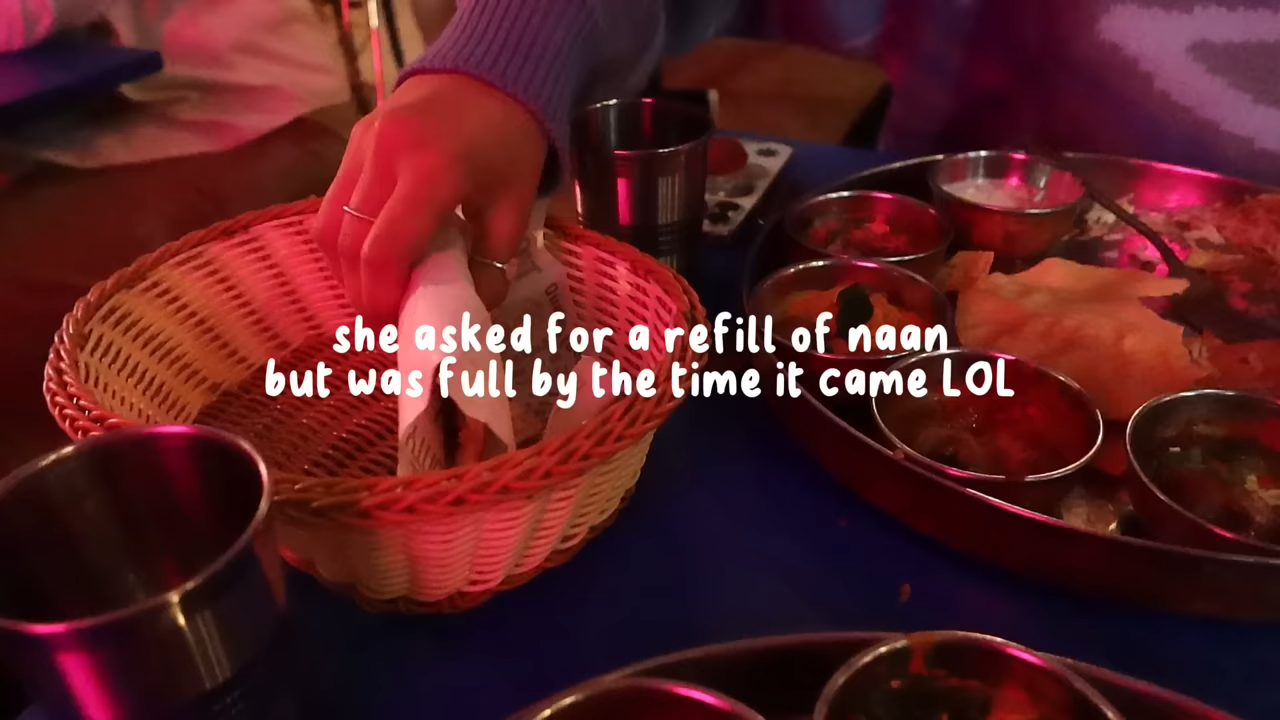 she asked for a refill of naan
but was full by the time it came LOL